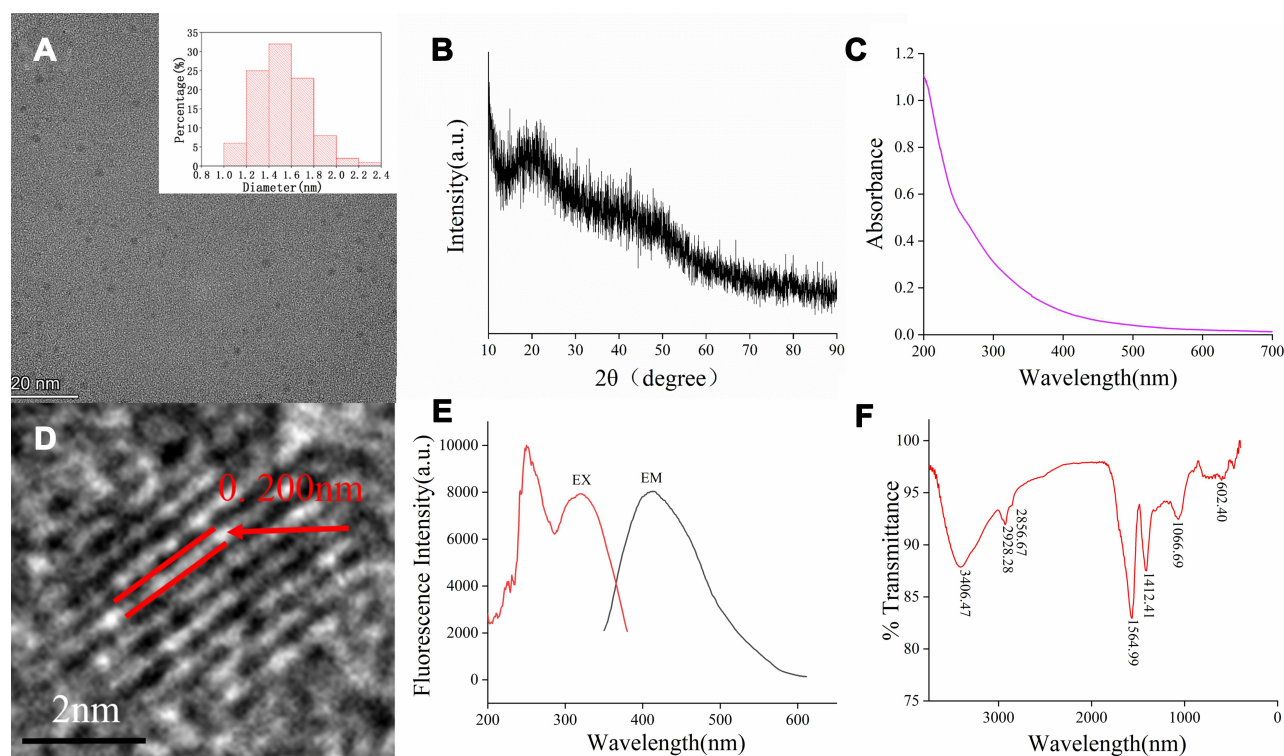 A
Percentage(%)
35
30
25
20
15
10
5
0
0.8 1.0 1.2 1.4 1.6 1.8 2.0 2.2 2.4
Diameter(nm)
20 nm
B
Intensity(a.u.)
10 20 30 40 50 60 70 80 90
2θ（degree）
C
Absorbance
1.2
1.0
0.8
0.6
0.4
0.2
0.0
200 300 400 500 600 700
Wavelength(nm)
D
0. 200nm
2nm
E
Fluorescence Intensity(a.u.)
10000
8000
6000
4000
2000
0
EX
EM
200 300 400 500 600
Wavelength(nm)
F
% Transmittance
100
95
90
85
80
75
3406.47
2928.28
2856.67
1564.99
1412.41
1066.69
602.40
3000 2000 1000 0
Wavelength(nm)